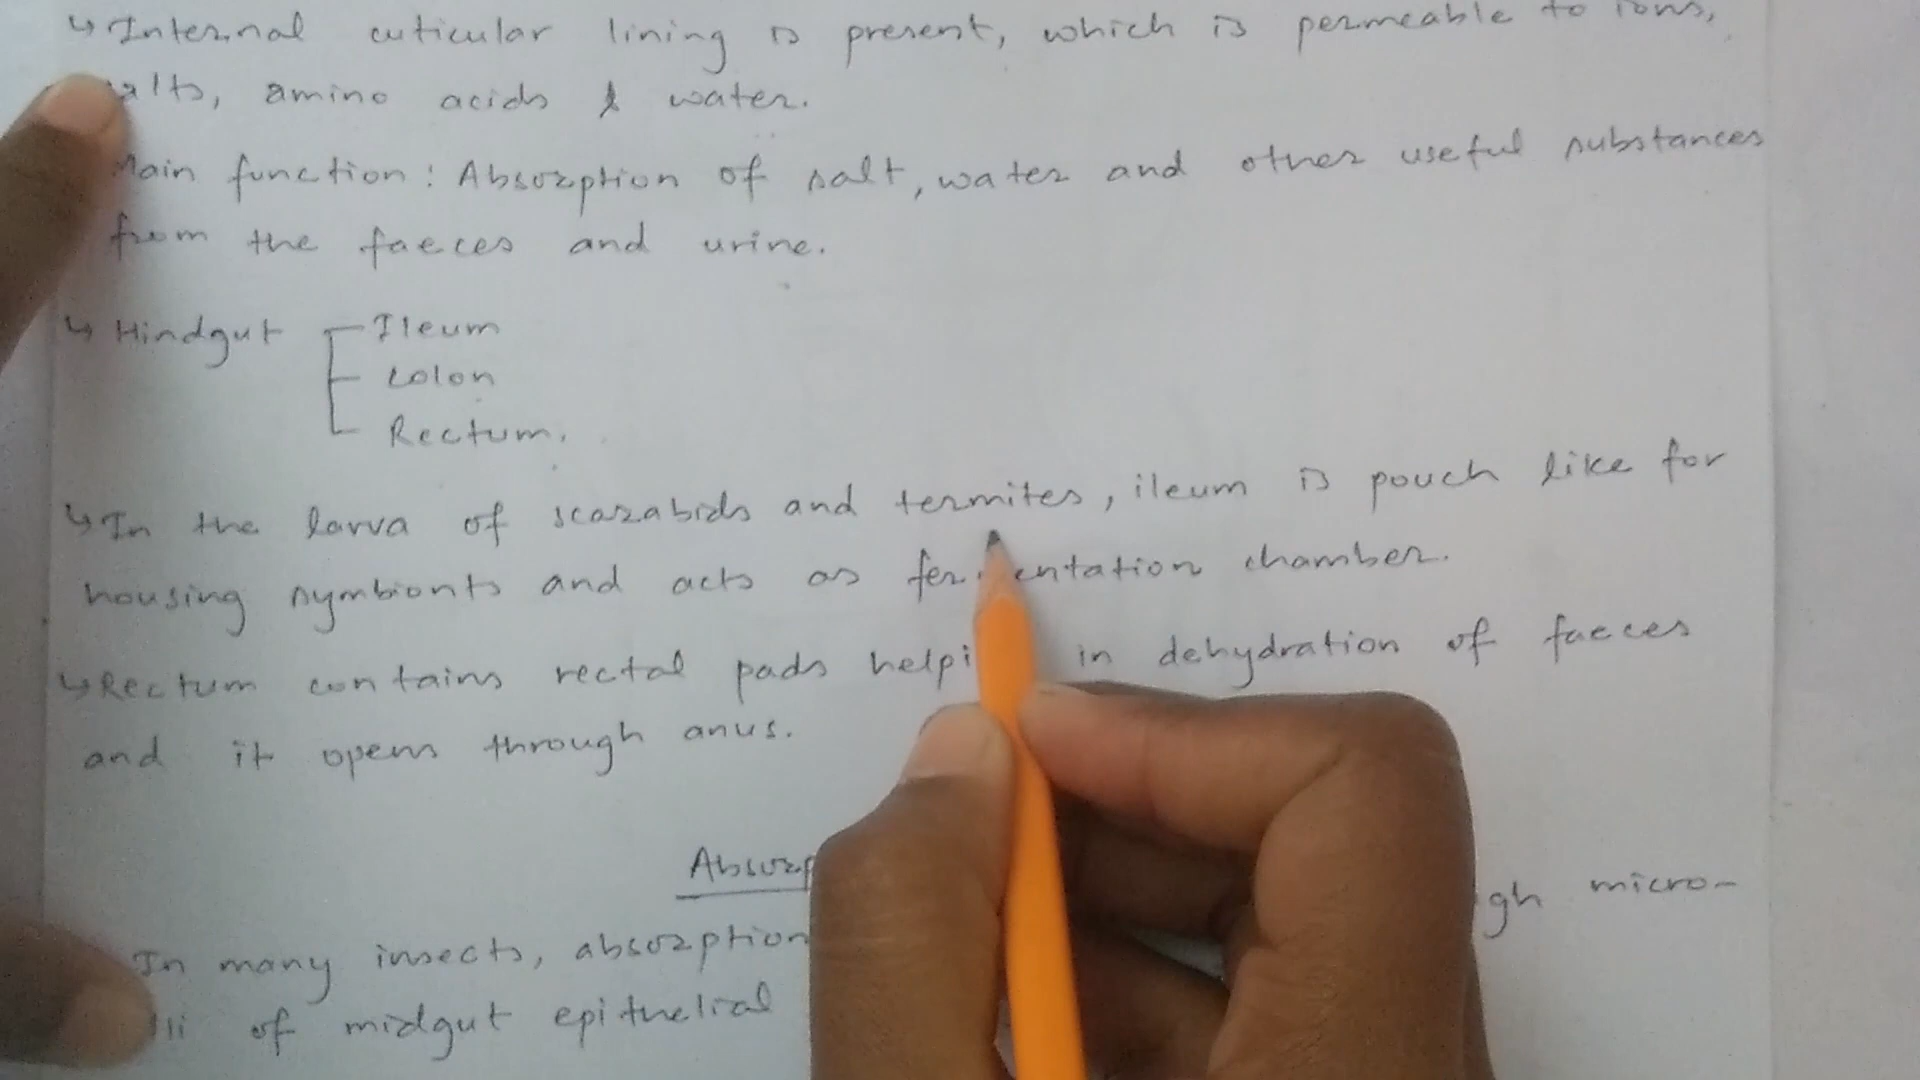 ↳ Internal cuticular lining is present, which is permeable to ions,
alts, amino acids & water.
Main function: Absorption of salt, water and other useful substances
from the faeces and urine.
↳ Hindgut Ileum
Colon
Rectum.
↳ In the larva of scarabids and termites, ileum is pouch like for
housing symbionts and acts as fer entation chamber.
↳ Rectum contains rectal pads helpi in dehydration of faeces
and it opens through anus.
Absorp
In many insects, absorption gh micro-
lli of midgut epithelial